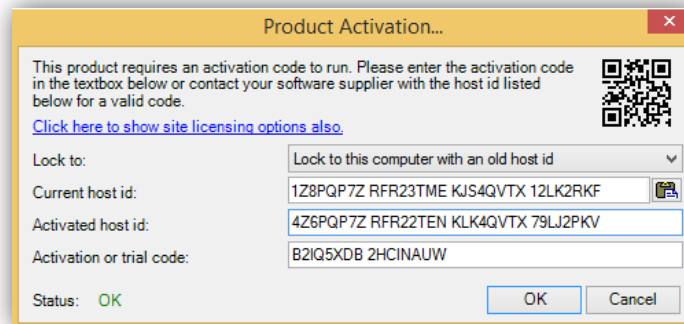 Product Activation...
This product requires an activation code to run. Please enter the activation code
in the textbox below or contact your software supplier with the host id listed
below for a valid code.
Click here to show site licensing options also.
Lock to: Lock to this computer with an old host id
Current host id: 1Z8PQP7Z RFR23TME KJS4QVTX 12LK2RKF
Activated host id: 4Z6PQP7Z RFR22TEN KLK4QVTX 79LJ2PKV
Activation or trial code: B2IQ5XDB 2HCINAUW
Status: OK OK Cancel